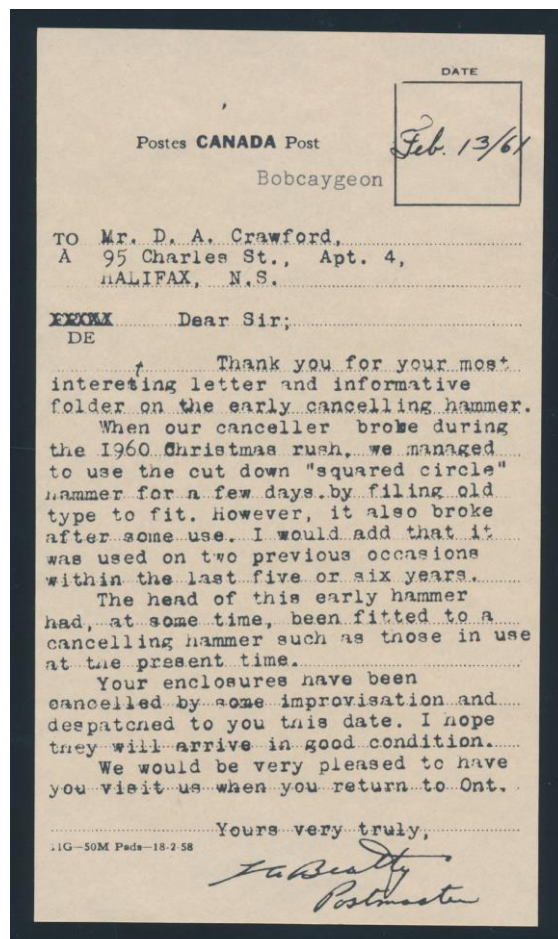 DATE
Feb. 13/61
Postes CANADA Post
Bobcaygeon
TO Mr. D. A. Crawford,
A 95 Charles St., Apt. 4,
HALIFAX, N.S.
Dear Sir;
DE
Thank you for your most
t
intereting letter and informative
folder on the early cancelling hammer.
When our canceller broke during
the 1960 Christmas rush, we managed
to use the cut down "squared circle"
hammer for a few days.by filing old
type to fit. However, it also broke
after some use. I would add that it
was used on two previous occasions
within the last five or six years.
The head of this early hammer
had, at some time, been fitted to a
cancelling hammer such as those in use
at the present time.
Your enclosures have been
cancelled by some improvisation and
despatched to you this date. I hope
they will arrive in good condition.
We would be very pleased to have
you visit us when you return to Ont.
Yours very truly,
11G—50M Pads—18-2-58
Beatty
Postmaster